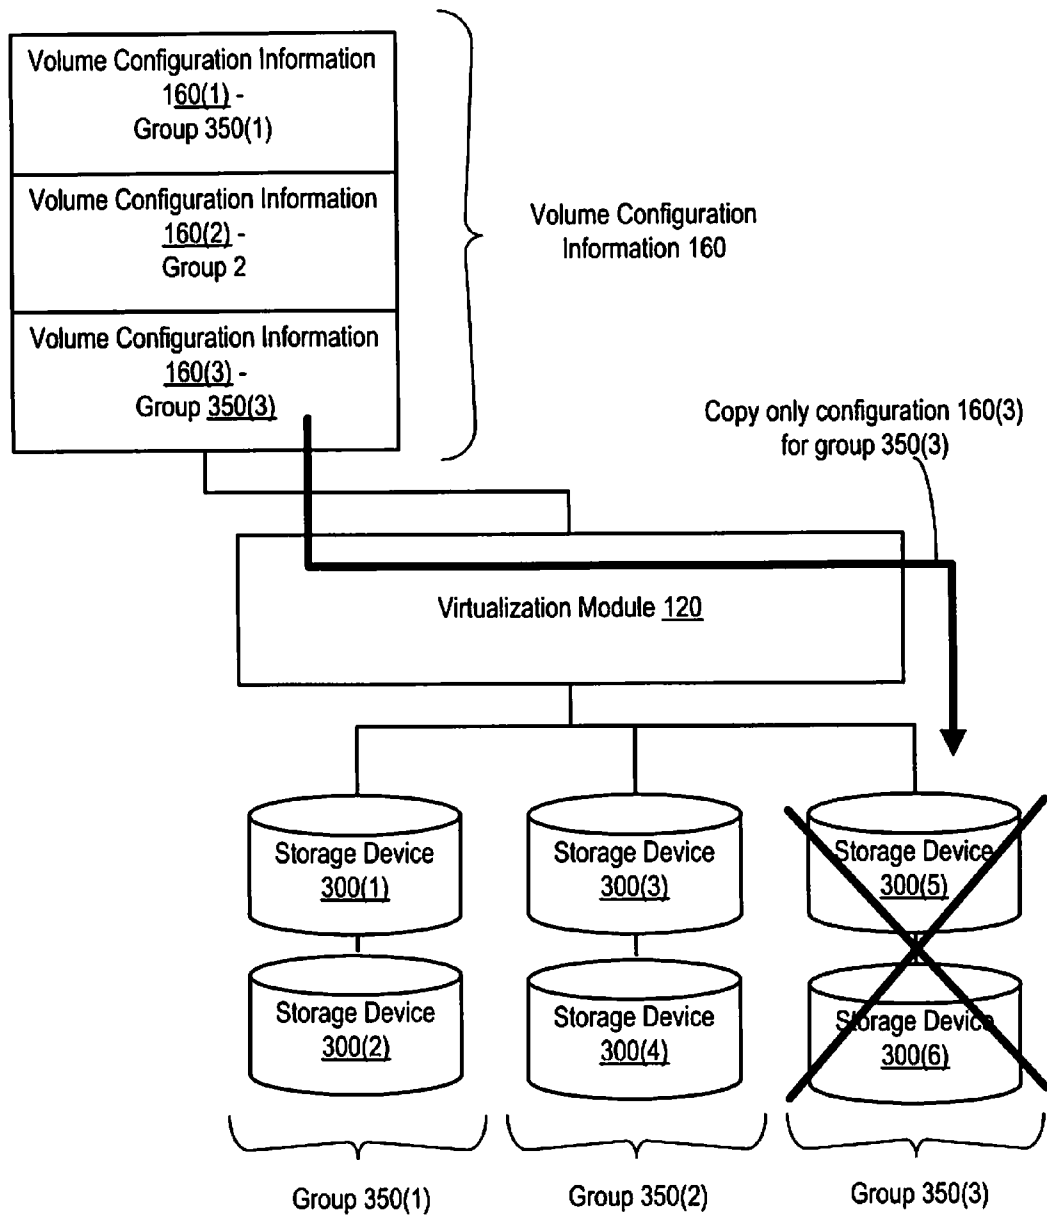 Volume Configuration Information
160(1) -
Group 350(1)
Volume Configuration Information
160(2) -
Group 2
Volume Configuration Information
160(3) -
Group 350(3)
Volume Configuration
Information 160
Copy only configuration 160(3)
for group 350(3)
Virtualization Module 120
Storage Device
300(1)
Storage Device
300(3)
Storage Device
300(5)
Storage Device
300(2)
Storage Device
300(4)
Storage Device
300(6)
Group 350(1)
Group 350(2)
Group 350(3)